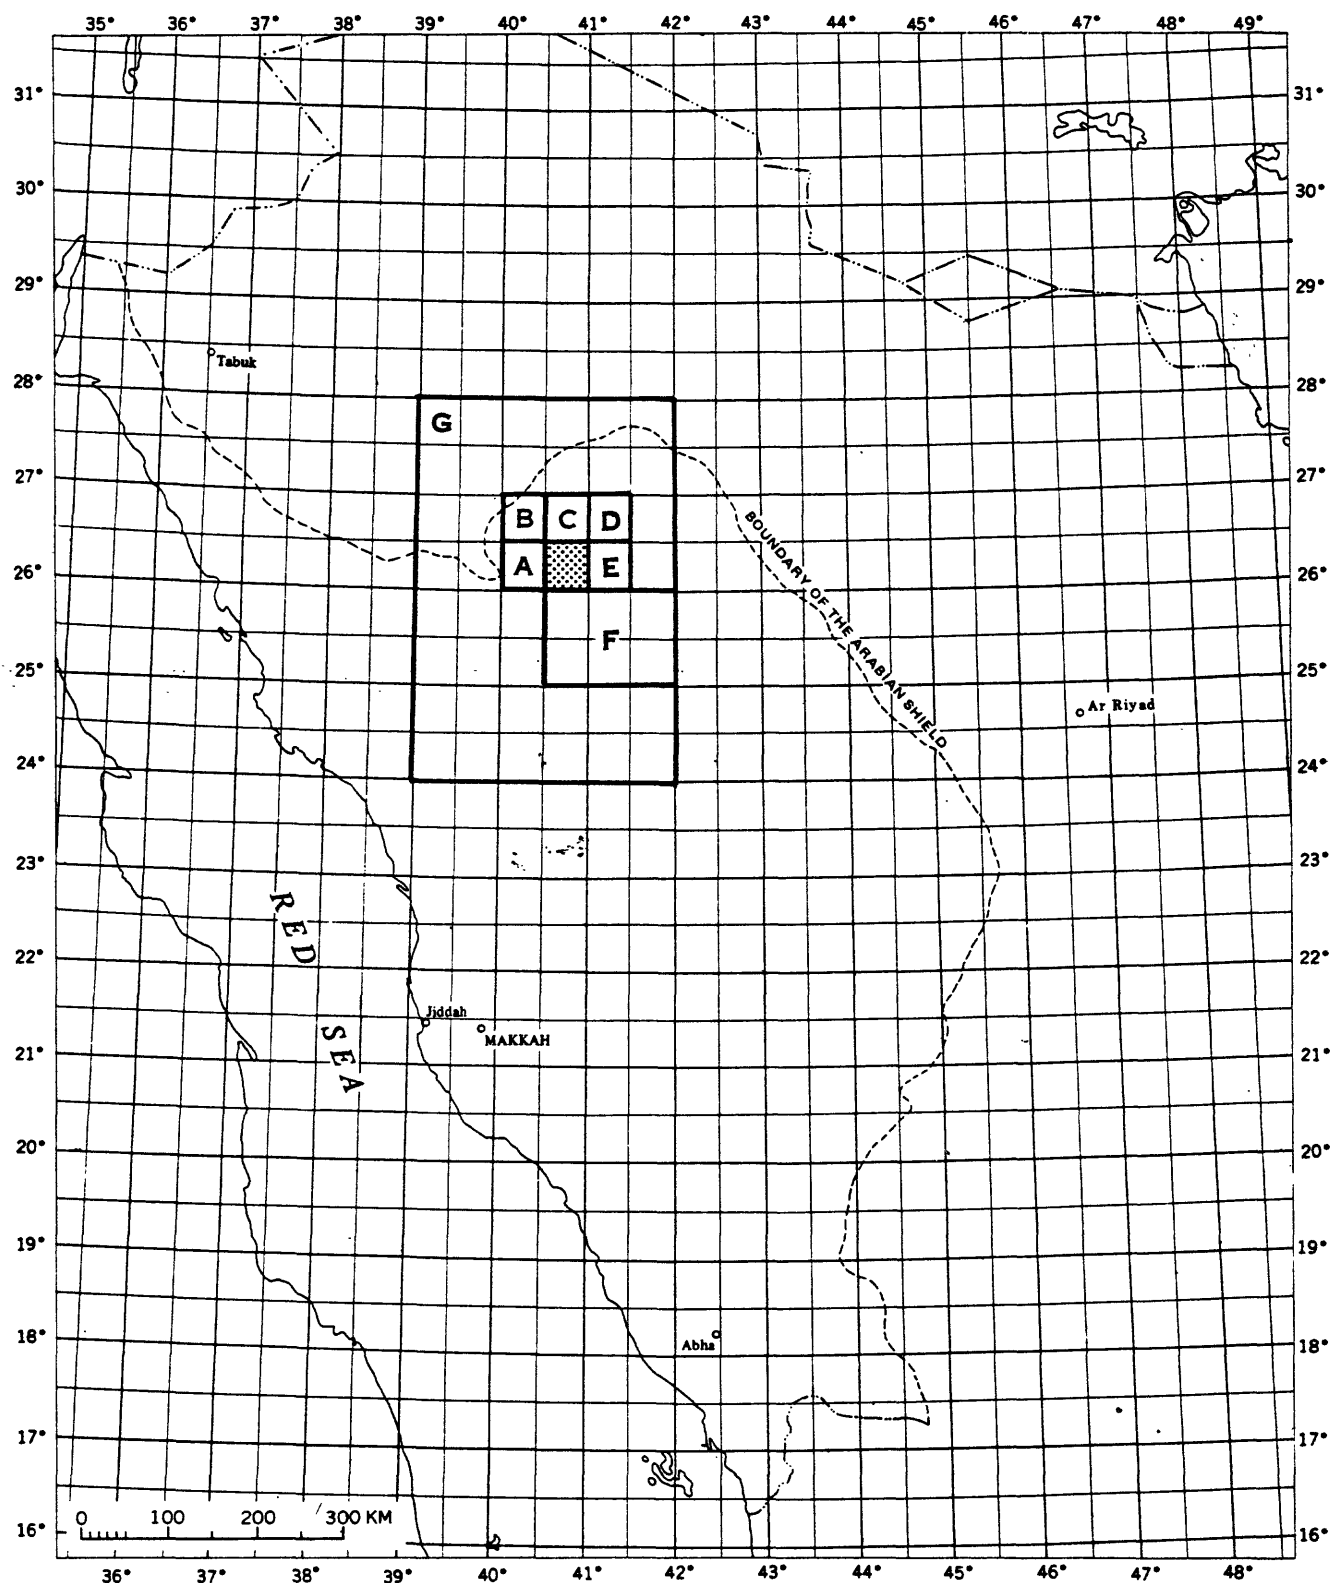 35° 36° 37° 38° 39° 40° 41° 42° 43° 44° 45° 46° 47° 48° 49°
31° 31°
30° 30°
29° 29°
Tabuk
28° 28°
G
27° 27°
B C D
BOUNDARY OF THE ARABIAN SHIELD
A E
26° 26°
F
25° 25°
Ar Riyad
24° 24°
23° 23°
RED SEA
22° 22°
Jiddah
MAKKAH
21° 21°
20° 20°
19° 19°
18° 18°
Abha
17° 17°
0 100 200 300 KM
16° 16°
36° 37° 38° 39° 40° 41° 42° 43° 44° 45° 46° 47° 48°